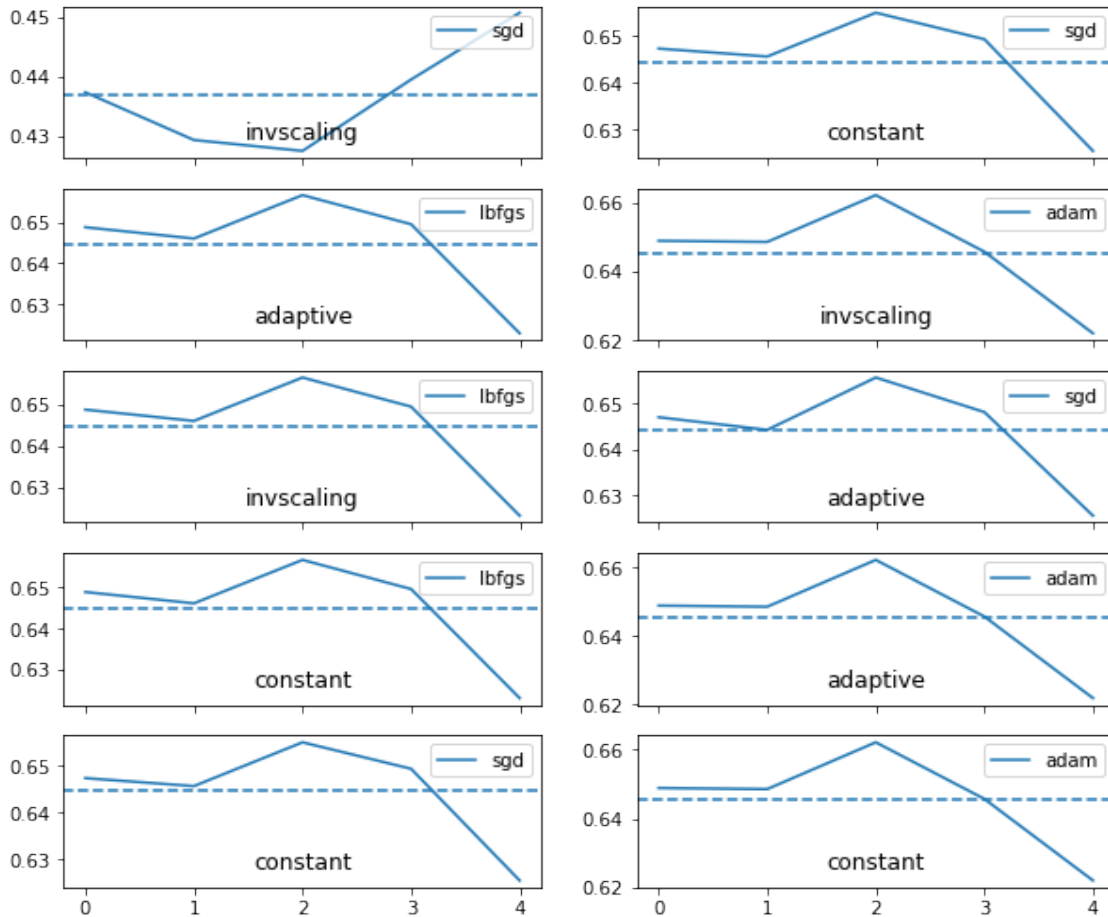 0.45
0.44
0.43
sgd
invscaling
0.65
0.64
0.63
sgd
constant
0.65
0.64
0.63
lbfgs
adaptive
0.66
0.64
0.62
adam
invscaling
0.65
0.64
0.63
lbfgs
invscaling
0.65
0.64
0.63
sgd
adaptive
0.65
0.64
0.63
lbfgs
constant
0.66
0.64
0.62
adam
adaptive
0.65
0.64
0.63
sgd
constant
0 1 2 3 4
0.66
0.64
0.62
adam
constant
0 1 2 3 4